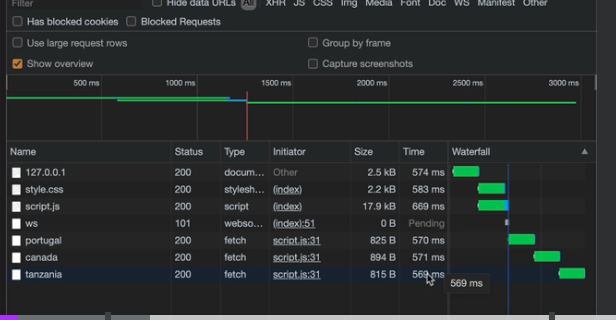 Filter Hide data URLs All XHR JS CSS Img Media Font Doc WS Manifest Other
Has blocked cookies Blocked Requests
Use large request rows Group by frame
Show overview Capture screenshots
500 ms 1000 ms 1500 ms 2000 ms 2500 ms 3000 ms
Name Status Type Initiator Size Time Waterfall
127.0.0.1 200 docum... Other 2.5 kB 574 ms
style.css 200 stylesh... (index) 2.2 kB 583 ms
script.js 200 script (index) 17.9 kB 669 ms
ws 101 webso... (index):51 0 B Pending
portugal 200 fetch script.js:31 825 B 570 ms
canada 200 fetch script.js:31 894 B 571 ms
tanzania 200 fetch script.js:31 815 B 569 ms
569 ms